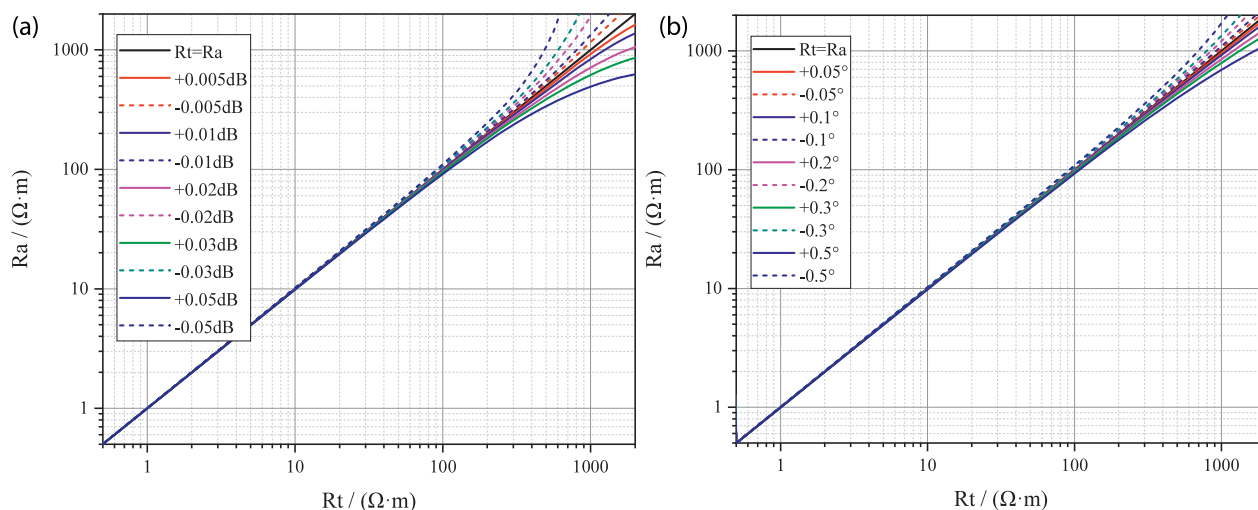 (a)
Ra / (Ω·m)
1000
100
10
1
Rt=Ra
+0.005dB
-0.005dB
+0.01dB
-0.01dB
+0.02dB
-0.02dB
+0.03dB
-0.03dB
+0.05dB
-0.05dB
1 10 100 1000
Rt / (Ω·m)
(b)
Ra / (Ω·m)
1000
100
10
1
Rt=Ra
+0.05°
-0.05°
+0.1°
-0.1°
+0.2°
-0.2°
+0.3°
-0.3°
+0.5°
-0.5°
1 10 100 1000
Rt / (Ω·m)